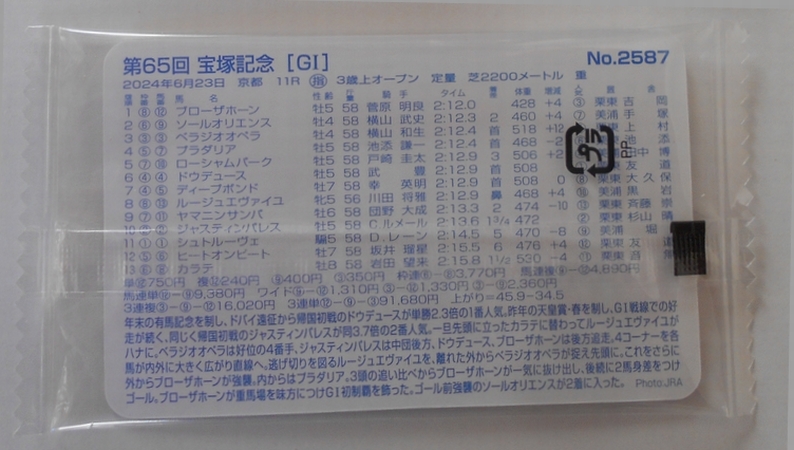 第65回 宝塚記念 [GI] No.2587
2024年6月23日 京都 11R 指 3歳上オープン 定量 芝2200メートル 重
馬 名 性齢 騎 手 タイム 体重 増減
1 ⑧ ⑫ ブローザホーン 牡5 58 菅原 明良 2:12.0 428 +4 ③ 栗東 吉岡
2 ⑥ ⑨ ソールオリエンス 牡4 58 横山 武史 2:12.3 2 460 +4 ⑦ 美浦 手塚
3 ③ ③ ベラジオオペラ 牡4 58 横山 和生 2:12.4 首 518 +12 栗東 上村
4 ⑤ ⑦ プラダリア 牡5 58 池添 謙一 2:12.4 首 468 池添
5 ⑦ ⑩ ローシャムパーク 牡5 58 戸崎 圭太 2:12.9 3 506 田中博
6 ④ ④ ドウデュース 牡5 58 武 豊 2:12.9 首 508 友道
7 ④ ⑤ ディープボンド 牡7 58 幸 英明 2:12.9 首 508 0 ⑧ 栗東 大久保
8 ⑥ ⑧ ルージュエヴァイユ 牝5 56 川田 将雅 2:12.9 鼻 468 +4 美浦 黒岩
9 ⑦ ⑪ ヤマニンサンパ 牡6 58 団野 大成 2:13.3 2 474 -10 栗東 斉藤崇
10 ジャスティンパレス 牡5 58 C.ルメール 2:13.6 1 1/4 472 ② 栗東 杉山晴
11 ① ① シュトルーヴェ 騸5 58 D.レーン 2:14.5 5 470 -8 ⑨ 美浦 堀
12 ヒートオンビート 牡7 58 坂井 瑠星 2:15.5 6 476 +4 栗東 友道
13 ② ② カラテ 牡8 58 岩田 望来 2:15.8 1 1/2 530 -4 栗東
単⑫750円 複⑫240円 ⑨400円 ③350円 枠連⑥-⑧3,770円 馬連複⑨-⑫4,890円
馬連単⑫-⑨9,380円 ワイド⑨-⑫1,310円 ③-⑫1,330円 ③-⑨2,360円
3連複③-⑨-⑫16,020円 3連単⑫-⑨-③91,680円 上がり=45.9-34.5
年末の有馬記念を制し、ドバイ遠征から帰国初戦のドウデュースが単勝2.3倍の1番人気。昨年の天皇賞・春を制し、GI戦線での好
走が続く、同じく帰国初戦のジャスティンパレスが同3.7倍の2番人気。一旦先頭に立ったカラテに替わってルージュエヴァイユが
ハナに。ベラジオオペラは好位の4番手、ジャスティンパレスは中団後方、ドウデュース、ブローザホーンは後方追走。4コーナーを各
馬が内外に大きく広がり直線へ。逃げ切りを図るルージュエヴァイユを、離れた外からベラジオオペラが捉え先頭に。これをさらに
外からブローザホーンが強襲。内からはプラダリア。3頭の追い比べからブローザホーンが一気に抜け出し、後続に2馬身差をつけ
ゴール。ブローザホーンが重馬場を味方につけGI初制覇を飾った。ゴール前強襲のソールオリエンスが2着に入った。 Photo:JRA
プラ
PP